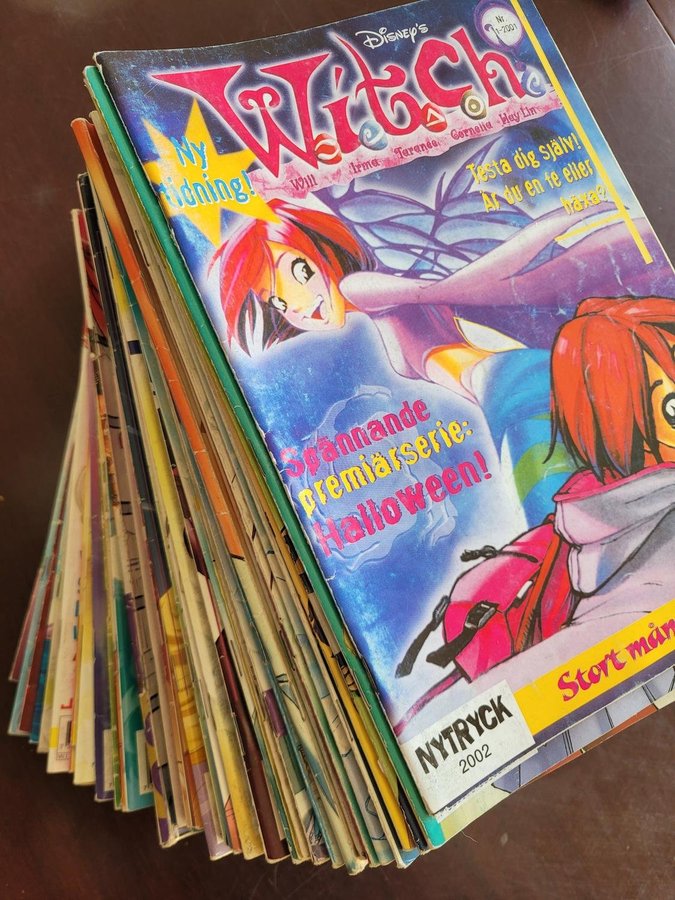 Disney's
Witch
Nr.
1-2001
Will Irma Taranee Cornelia Hay Lin
Ny
tidning!
Testa dig själv!
Är du en fe eller
häxa?
Spännande
premiärserie:
Halloween!
Stort mån
NYTRYCK
2002